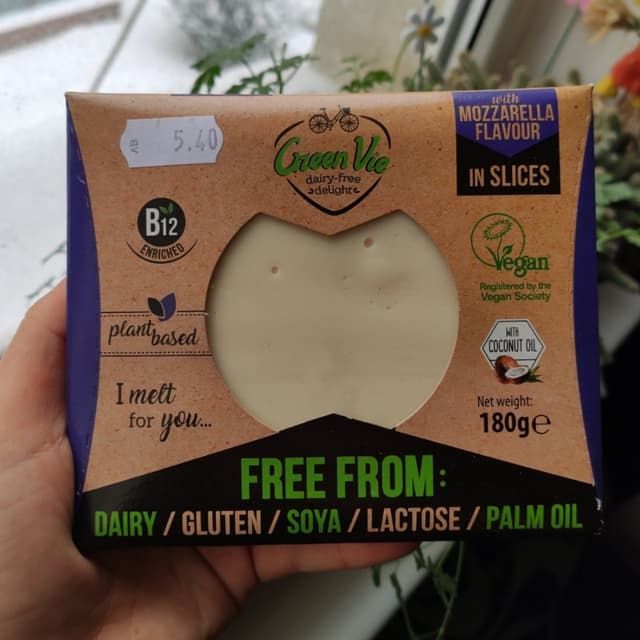 AB
5.40
Green Vie
dairy-free
delight
with
MOZZARELLA
FLAVOUR
IN SLICES
B12
ENRICHED
Vegan
Registered by the
Vegan Society
plant based
WITH
COCONUT OIL
I melt
for you...
Net weight:
180g℮
FREE FROM:
DAIRY / GLUTEN / SOYA / LACTOSE / PALM OIL